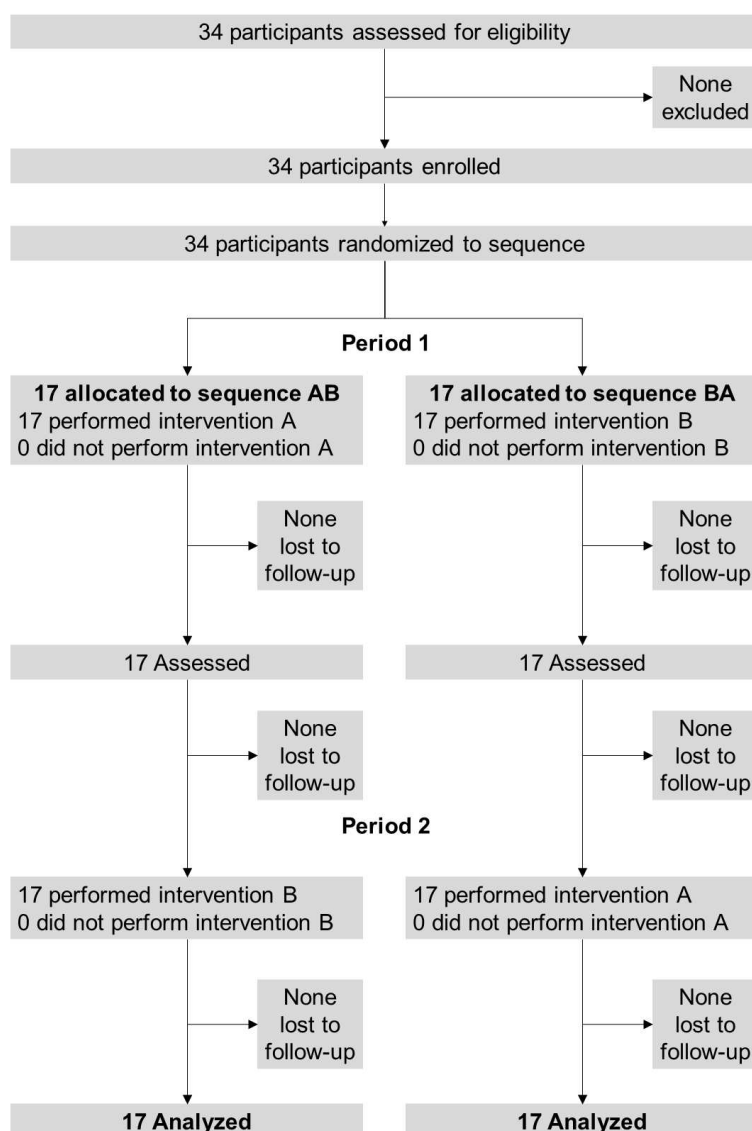 34 participants assessed for eligibility
None
excluded
34 participants enrolled
34 participants randomized to sequence
Period 1
17 allocated to sequence AB
17 performed intervention A
0 did not perform intervention A
17 allocated to sequence BA
17 performed intervention B
0 did not perform intervention B
None
lost to
follow-up
None
lost to
follow-up
17 Assessed
17 Assessed
None
lost to
follow-up
None
lost to
follow-up
Period 2
17 performed intervention B
0 did not perform intervention B
17 performed intervention A
0 did not perform intervention A
None
lost to
follow-up
None
lost to
follow-up
17 Analyzed
17 Analyzed